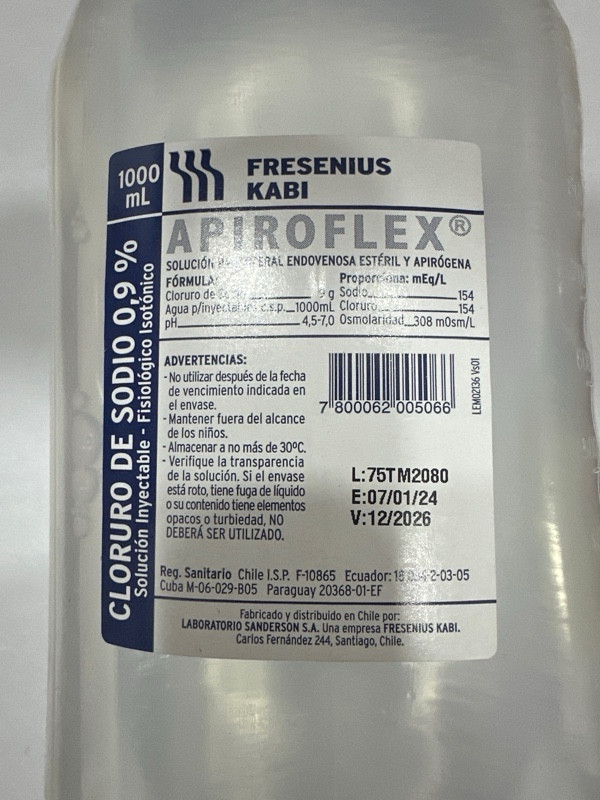 1000
mL
CLORURO DE SODIO 0,9 %
Solución Inyectable - Fisiológico Isotónico
FRESENIUS
KABI
APIROFLEX®
SOLUCIÓN ENDOVENOSA ESTÉRIL Y APIRÓGENA
FÓRMULA
Cloruro de 9 g
Agua p/inyectable c.s.p. 1000mL
pH 4,5-7,0
Proporciona: mEq/L
Sodio 154
Cloruro 154
Osmolaridad 308 mOsm/L
ADVERTENCIAS:
- No utilizar después de la fecha
de vencimiento indicada en
el envase.
- Mantener fuera del alcance
de los niños.
- Almacenar a no más de 30ºC.
- Verifique la transparencia
de la solución. Si el envase
está roto, tiene fuga de líquido
o su contenido tiene elementos
opacos o turbiedad, NO
DEBERÁ SER UTILIZADO.
7 800062 005066
LEM02136 Vs01
L:75TM2080
E:07/01/24
V:12/2026
Reg. Sanitario Chile I.S.P. F-10865 Ecuador:
Cuba M-06-029-B05 Paraguay 20368-01-EF
Fabricado y distribuido en Chile por:
LABORATORIO SANDERSON S.A. Una empresa FRESENIUS KABI.
Carlos Fernández 244, Santiago, Chile.